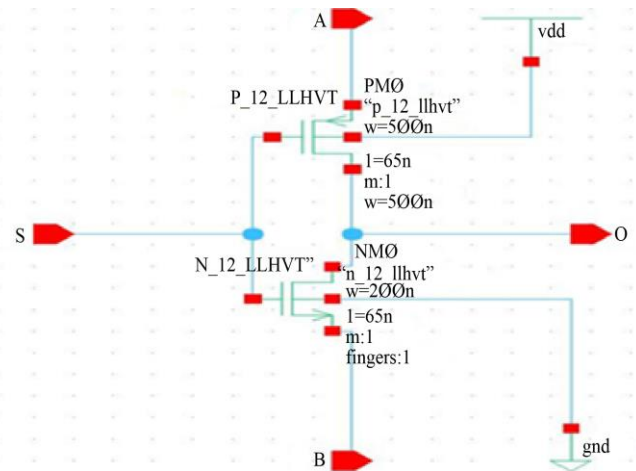 A
vdd
PMØ
P_12_LLHVT
“p_12_llhvt”
w=5ØØn
l=65n
m:1
w=5ØØn
S
O
NMØ
N_12_LLHVT”
“n_12_llhvt”
w=2ØØn
l=65n
m:1
fingers:1
gnd
B